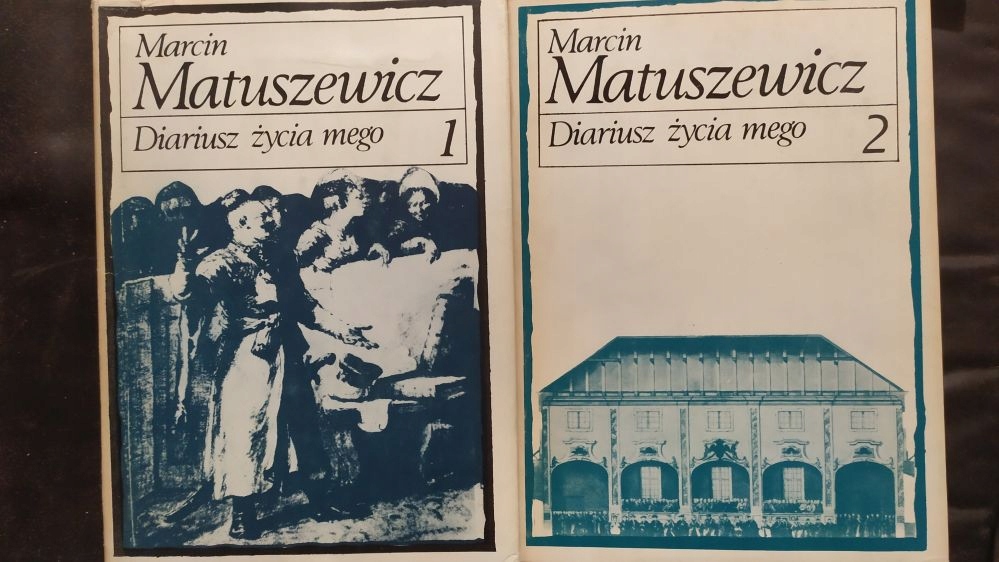 Marcin
Matuszewicz
Diariusz życia mego 1
Marcin
Matuszewicz
Diariusz życia mego 2